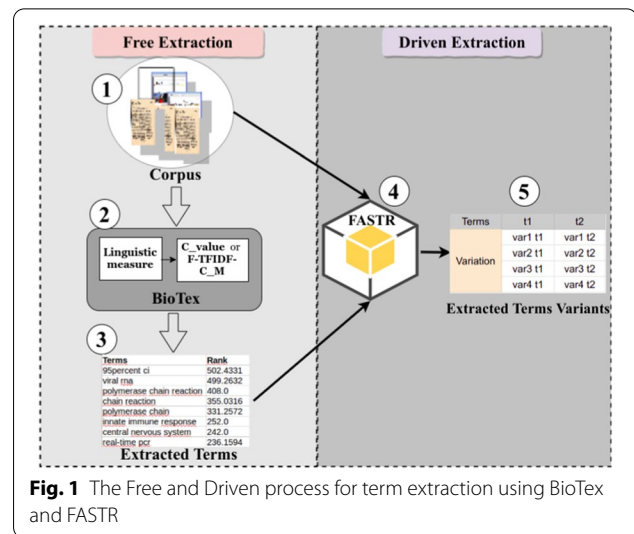 Free Extraction
Driven Extraction
1
Corpus
2
Linguistic
measure
C_value or
F-TFIDF-
C_M
BioTex
3
Terms Rank
95percent ci 502.4331
viral rna 499.2632
polymerase chain reaction 408.0
chain reaction 355.0316
polymerase chain 331.2572
innate immune response 252.0
central nervous system 242.0
real-time pcr 236.1594
Extracted Terms
4
FASTR
5
Terms t1 t2
Variation
var1 t1 var1 t2
var2 t1 var2 t2
var3 t1 var3 t2
var4 t1 var4 t2
Extracted Terms Variants
Fig. 1 The Free and Driven process for term extraction using BioTex
and FASTR